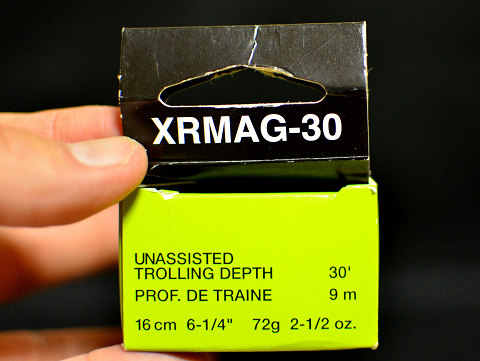 XRMAG-30
UNASSISTED
TROLLING DEPTH 30'
PROF. DE TRAINE 9 m
16 cm 6-1/4" 72g 2-1/2 oz.